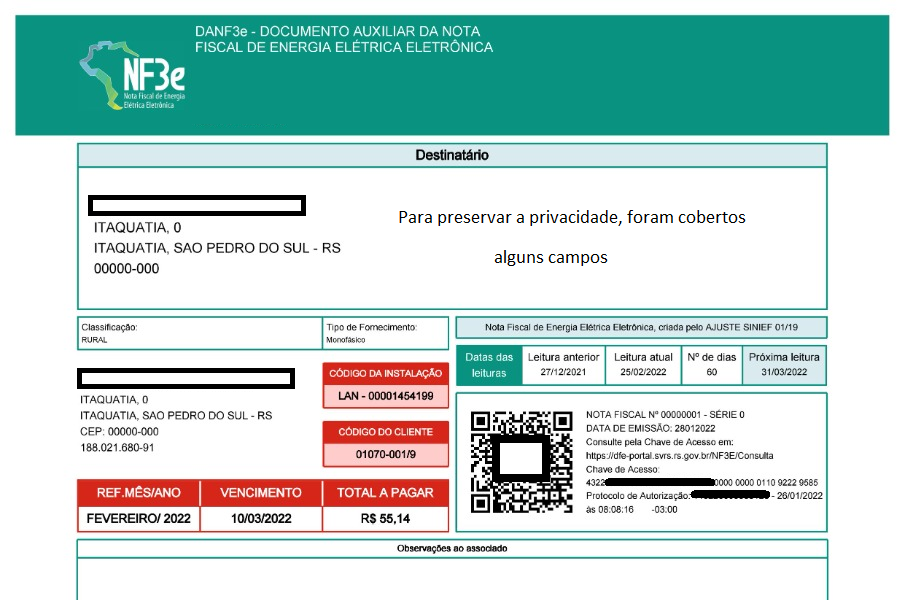 DANF3e - DOCUMENTO AUXILIAR DA NOTA
FISCAL DE ENERGIA ELÉTRICA ELETRÔNICA
NF3e
Nota Fiscal de Energia
Elétrica Eletrônica
Destinatário
Para preservar a privacidade, foram cobertos
alguns campos
ITAQUATIA, 0
ITAQUATIA, SAO PEDRO DO SUL - RS
00000-000
Classificação:
RURAL
Tipo de Fornecimento:
Monofásico
Nota Fiscal de Energia Elétrica Eletrônica, criada pelo AJUSTE SINIEF 01/19
Datas das leituras
Leitura anterior
27/12/2021
Leitura atual
25/02/2022
Nº de dias
60
Próxima leitura
31/03/2022
ITAQUATIA, 0
ITAQUATIA, SAO PEDRO DO SUL - RS
CEP: 00000-000
188.021.680-91
CÓDIGO DA INSTALAÇÃO
LAN - 00001454199
CÓDIGO DO CLIENTE
01070-001/9
REF.MÊS/ANO VENCIMENTO TOTAL A PAGAR
FEVEREIRO/ 2022 10/03/2022 R$ 55,14
NOTA FISCAL Nº 00000001 - SÉRIE 0
DATA DE EMISSÃO: 28012022
Consulte pela Chave de Acesso em:
https://dfe-portal.svrs.rs.gov.br/NF3E/Consulta
Chave de Acesso:
4322 0000 0000 0110 9222 9585
Protocolo de Autorização: - 26/01/2022
às 08:08:16 -03:00
Observações ao associado